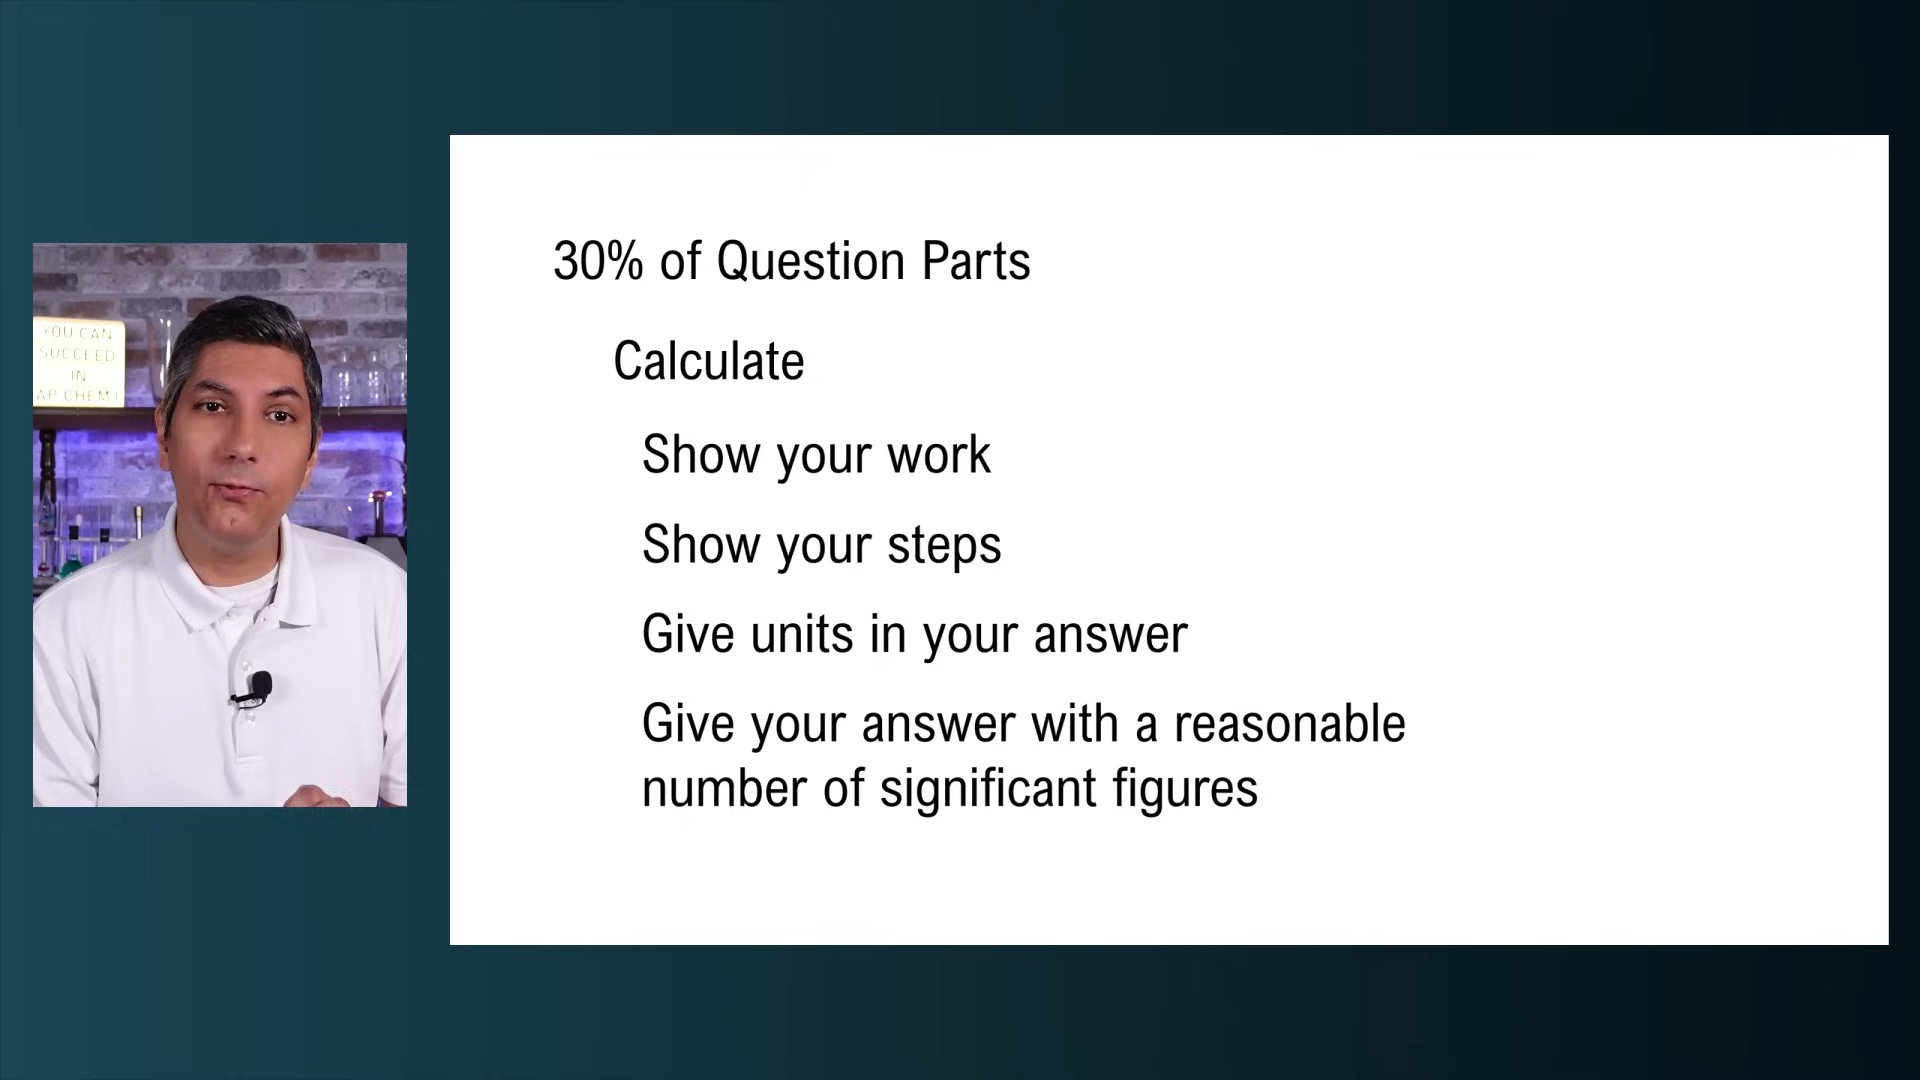 YOU CAN
SUCCEED
IN
AP CHEM!
30% of Question Parts
Calculate
Show your work
Show your steps
Give units in your answer
Give your answer with a reasonable
number of significant figures